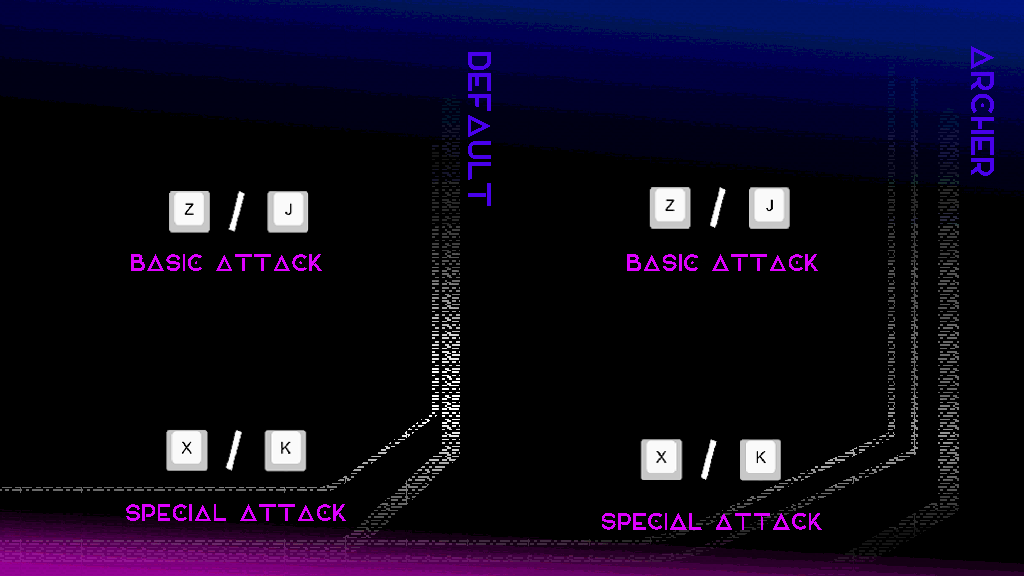 DEFAULT
Z / J
BASIC ATTACK
X / K
SPECIAL ATTACK
ARCHER
Z / J
BASIC ATTACK
X / K
SPECIAL ATTACK